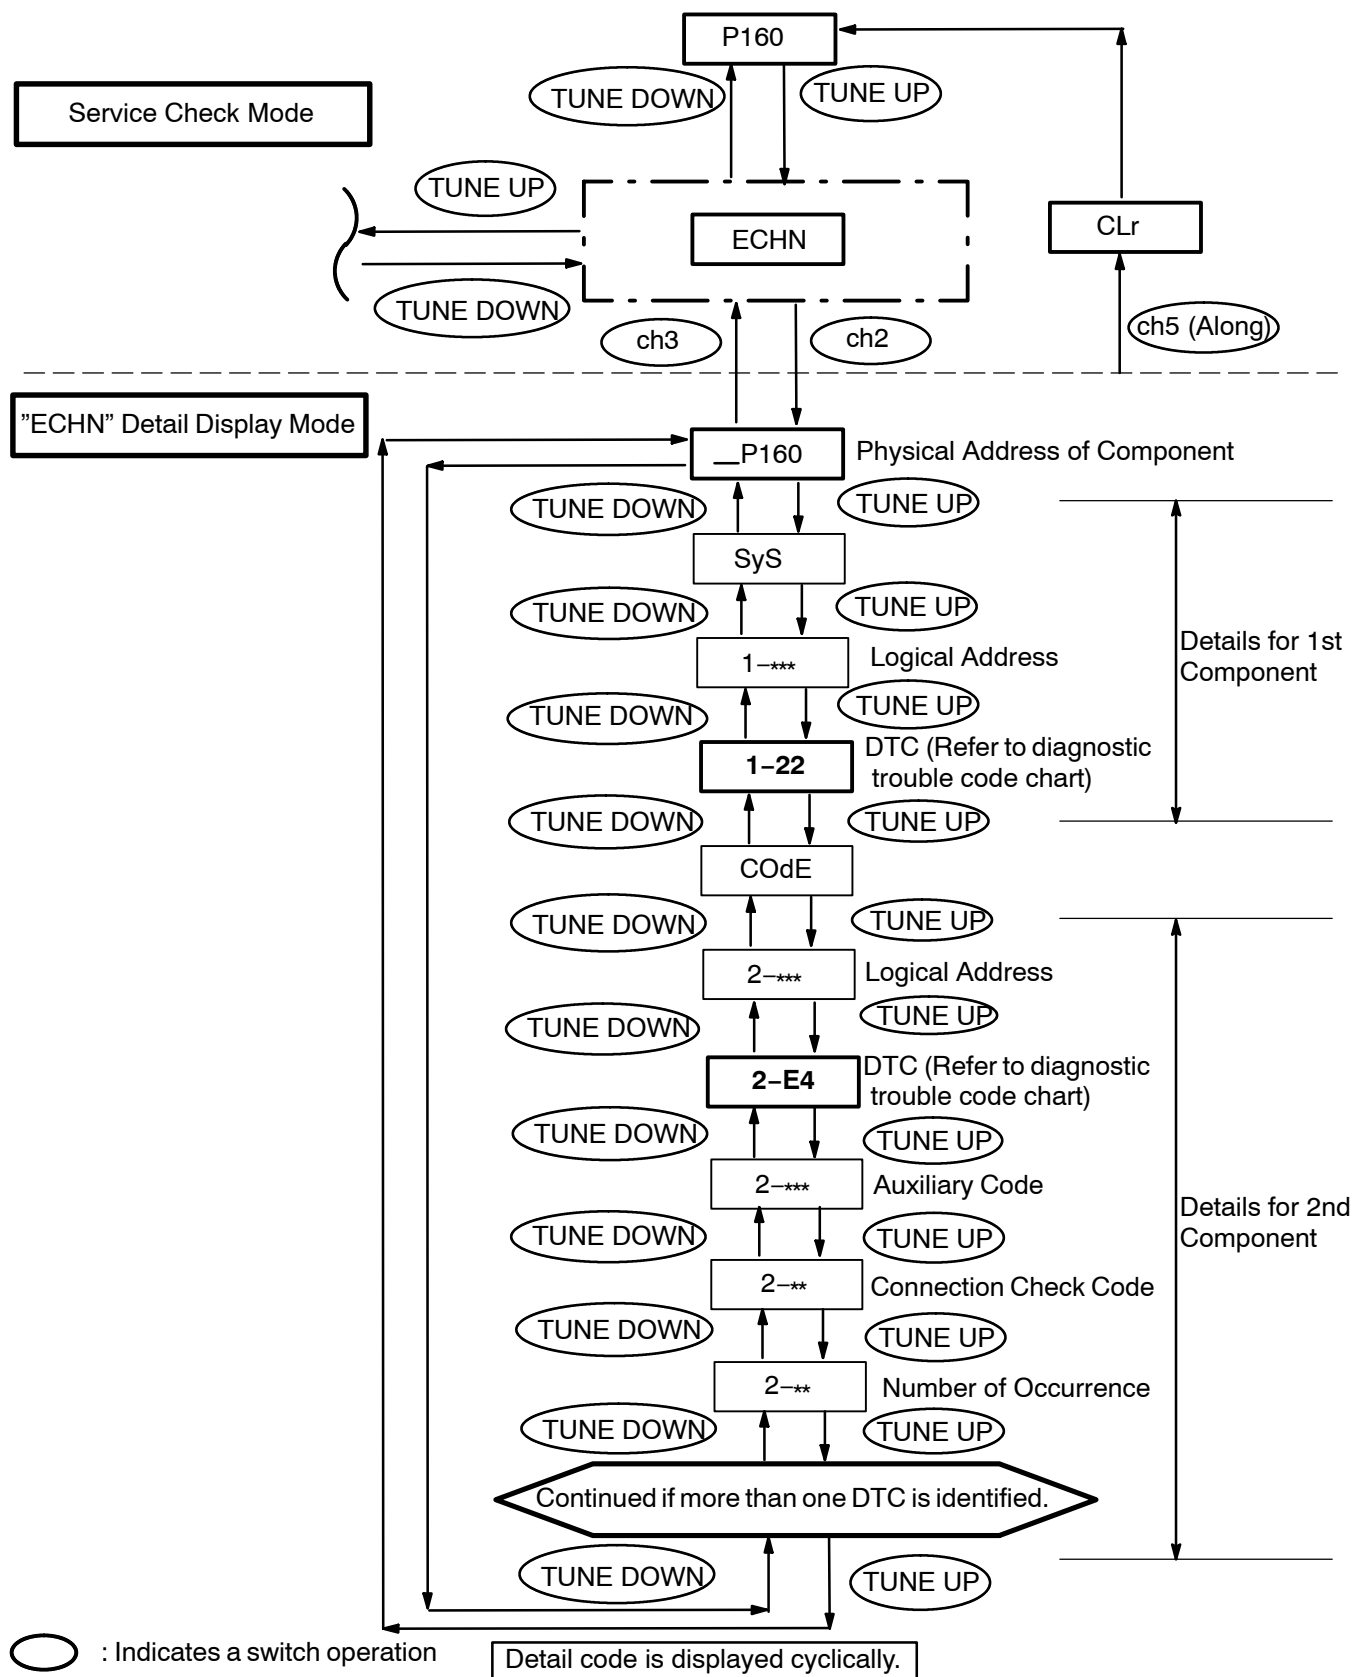 P160
TUNE DOWN
TUNE UP
Service Check Mode
TUNE UP
ECHN
CLr
TUNE DOWN
ch3
ch2
ch5 (Along)
”ECHN” Detail Display Mode
__P160
Physical Address of Component
TUNE DOWN
TUNE UP
SyS
TUNE DOWN
TUNE UP
1–***
Logical Address
Details for 1st
Component
TUNE DOWN
TUNE UP
1–22
DTC (Refer to diagnostic
trouble code chart)
TUNE DOWN
TUNE UP
COdE
TUNE DOWN
TUNE UP
2–***
Logical Address
TUNE DOWN
TUNE UP
2–E4
DTC (Refer to diagnostic
trouble code chart)
TUNE DOWN
TUNE UP
2–***
Auxiliary Code
Details for 2nd
Component
TUNE DOWN
TUNE UP
2–**
Connection Check Code
TUNE DOWN
TUNE UP
2–**
Number of Occurrence
TUNE DOWN
TUNE UP
Continued if more than one DTC is identified.
TUNE DOWN
TUNE UP
: Indicates a switch operation
Detail code is displayed cyclically.